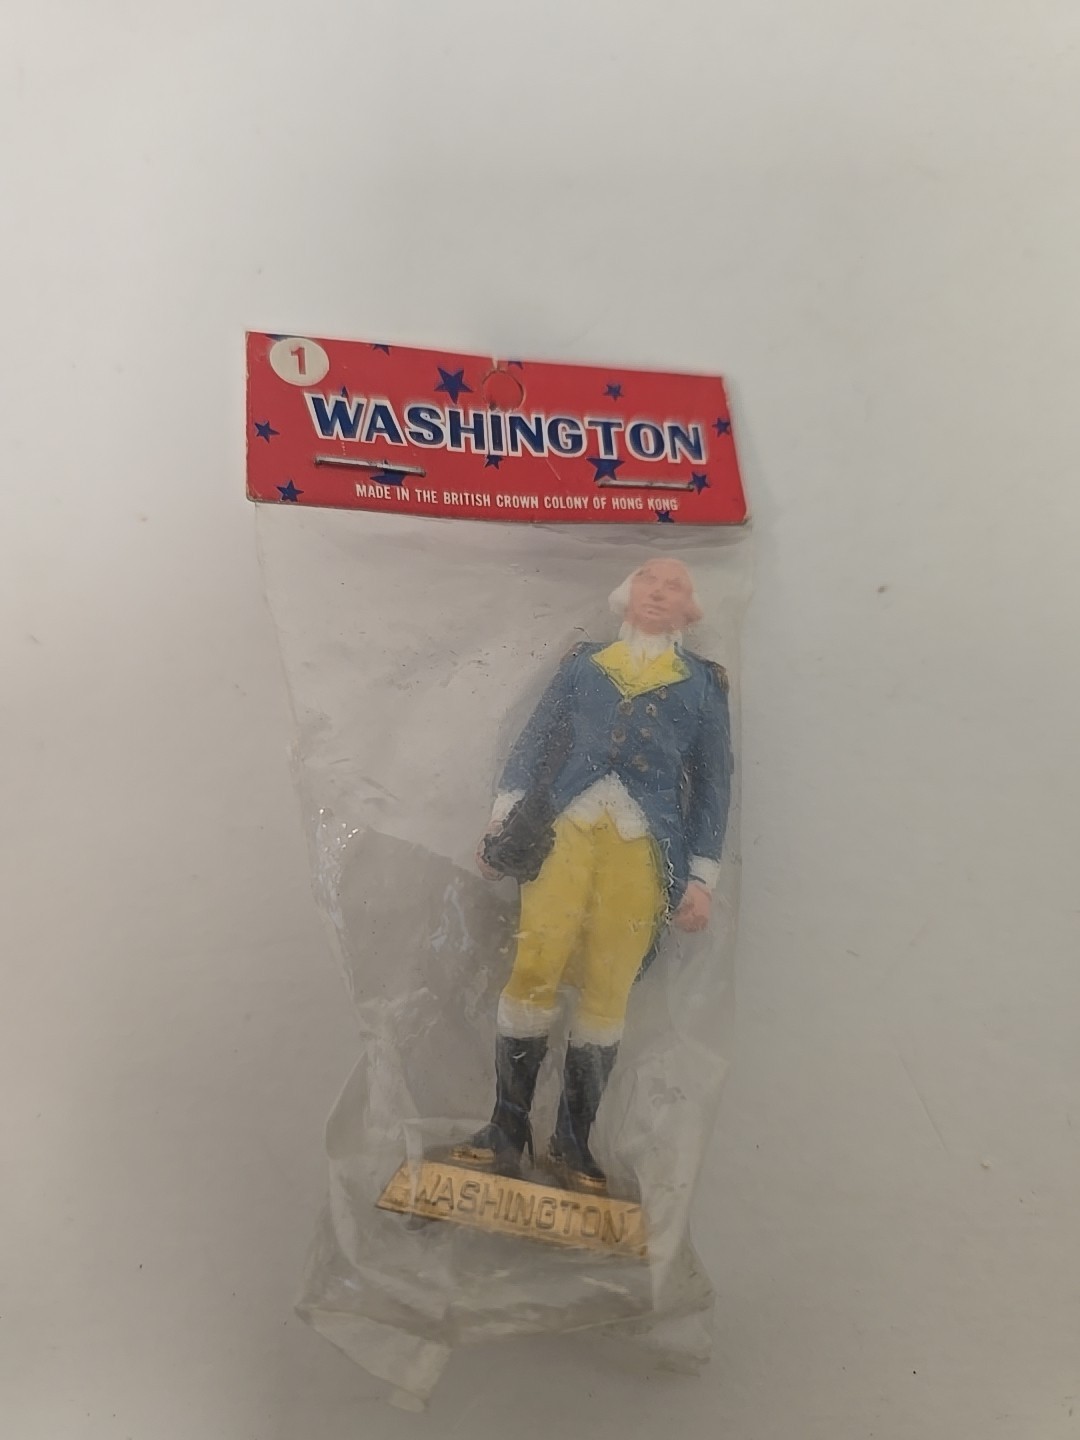 1
WASHINGTON
MADE IN THE BRITISH CROWN COLONY OF HONG KONG
WASHINGTON